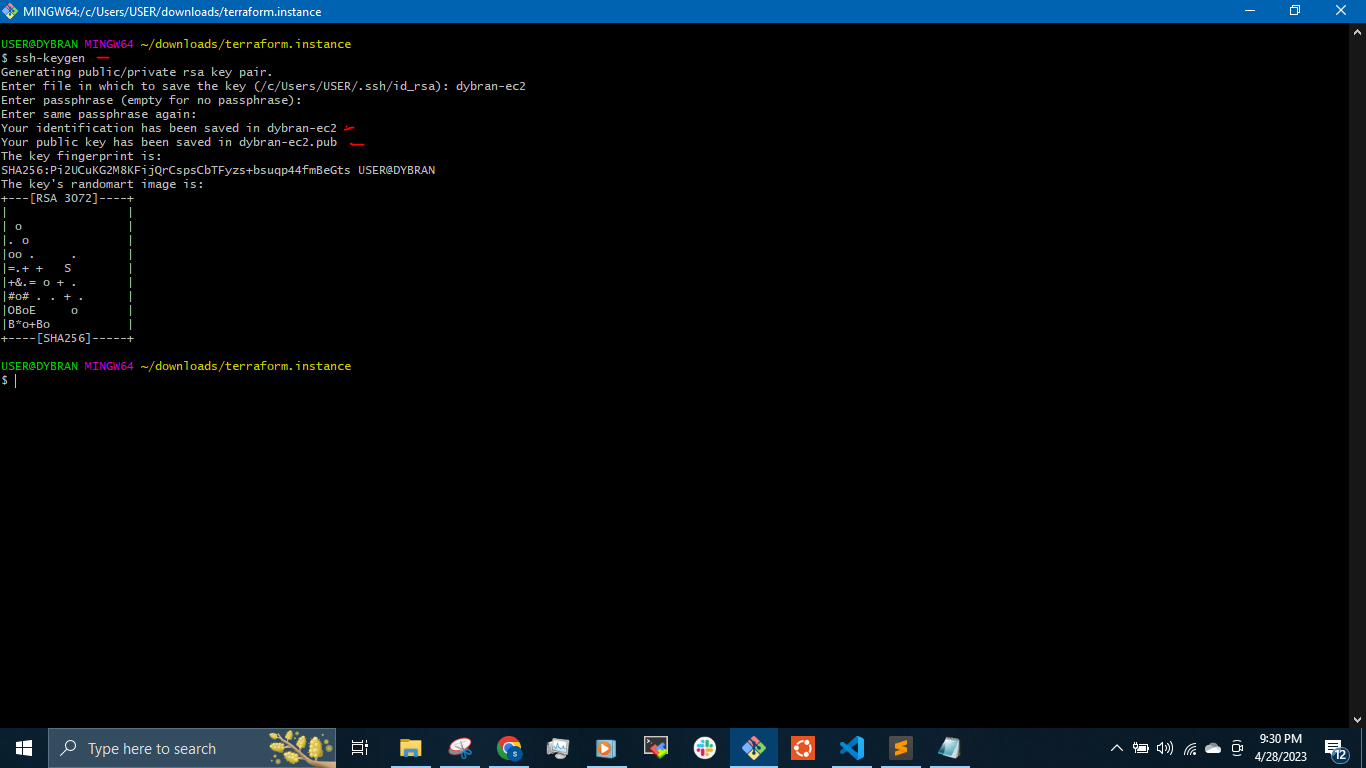 MINGW64:/c/Users/USER/downloads/terraform.instance
USER@DYBRAN MINGW64 ~/downloads/terraform.instance
$ ssh-keygen
Generating public/private rsa key pair.
Enter file in which to save the key (/c/Users/USER/.ssh/id_rsa): dybran-ec2
Enter passphrase (empty for no passphrase):
Enter same passphrase again:
Your identification has been saved in dybran-ec2
Your public key has been saved in dybran-ec2.pub
The key fingerprint is:
SHA256:Pi2UCuKG2M8KFijQrCspsCbTFyzs+bsuqp44fmBeGts USER@DYBRAN
The key's randomart image is:
+---[RSA 3072]----+
|                 |
| o               |
|. o              |
|oo .     .       |
|=.+ +   S        |
|+&.= o + .       |
|#o# . . + .      |
|OBoE     o       |
|B*o+Bo           |
+----[SHA256]-----+
USER@DYBRAN MINGW64 ~/downloads/terraform.instance
$
Type here to search
9:30 PM
4/28/2023
12